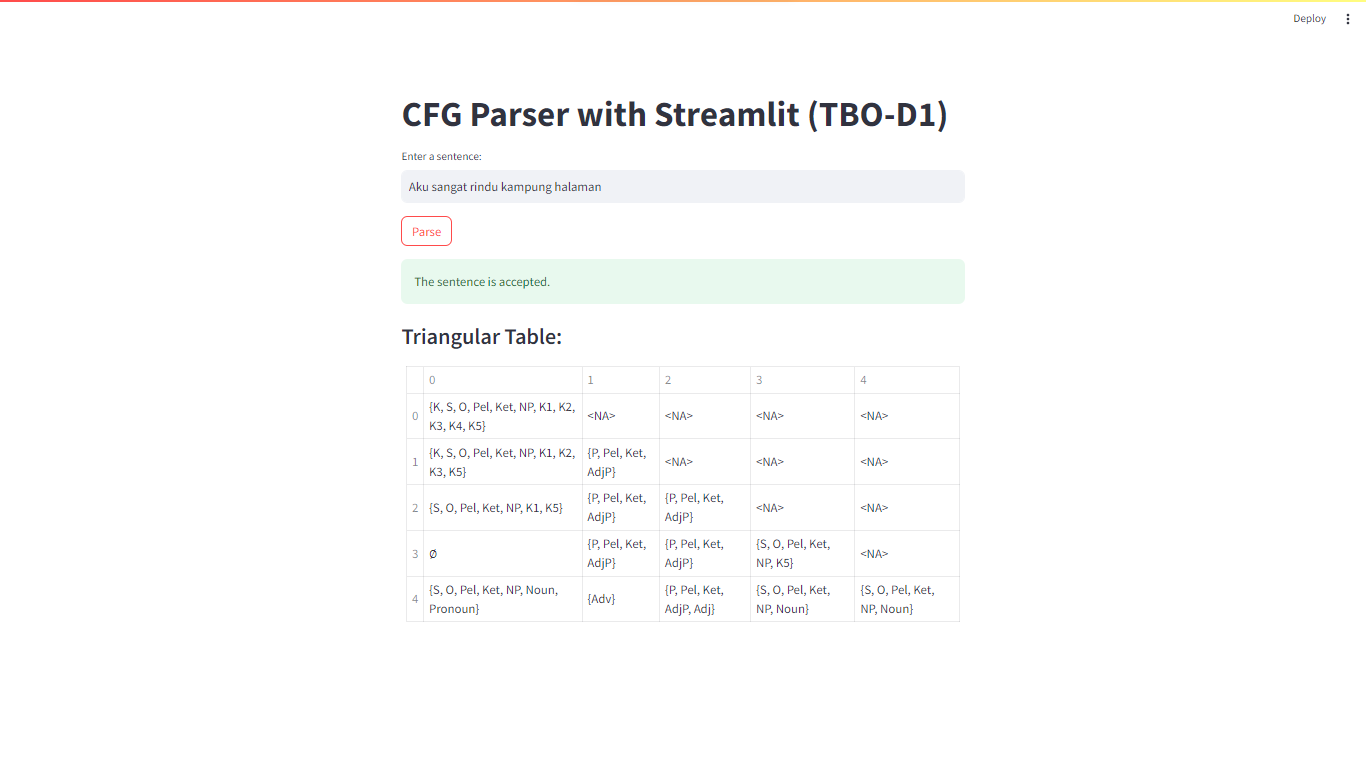 Deploy
CFG Parser with Streamlit (TBO-D1)
Enter a sentence:
Aku sangat rindu kampung halaman
Parse
The sentence is accepted.
Triangular Table:
0 1 2 3 4
0 {K, S, O, Pel, Ket, NP, K1, K2, K3, K4, K5} <NA> <NA> <NA> <NA>
1 {K, S, O, Pel, Ket, NP, K1, K2, K3, K5} {P, Pel, Ket, AdjP} <NA> <NA> <NA>
2 {S, O, Pel, Ket, NP, K1, K5} {P, Pel, Ket, AdjP} {P, Pel, Ket, AdjP} <NA> <NA>
3 Ø {P, Pel, Ket, AdjP} {P, Pel, Ket, AdjP} {S, O, Pel, Ket, NP, K5} <NA>
4 {S, O, Pel, Ket, NP, Noun, Pronoun} {Adv} {P, Pel, Ket, AdjP, Adj} {S, O, Pel, Ket, NP, Noun} {S, O, Pel, Ket, NP, Noun}